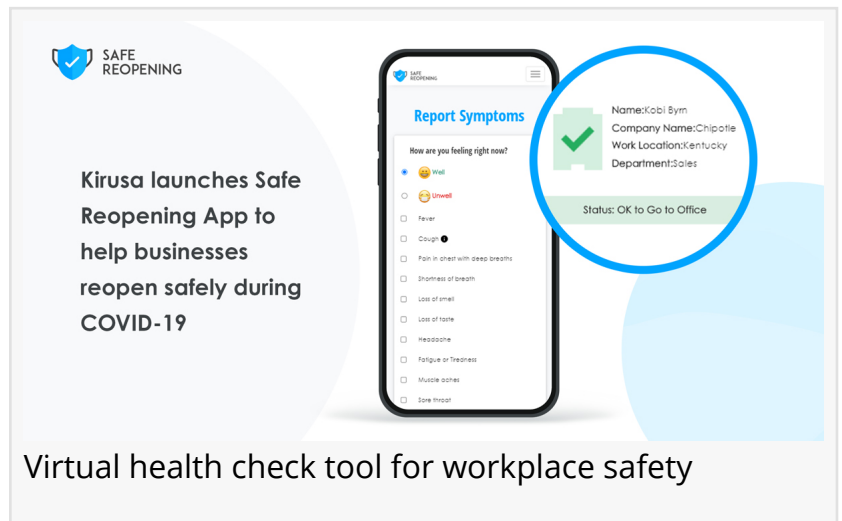 SAFE
REOPENING
Kirusa launches Safe
Reopening App to
help businesses
reopen safely during
COVID-19
SAFE
REOPENING
Report Symptoms
How are you feeling right now?
Well
Unwell
Fever
Cough
Pain in chest with deep breaths
Shortness of breath
Loss of smell
Loss of taste
Headache
Fatigue or Tiredness
Muscle aches
Sore throat
Name:Kobi Byrn
Company Name:Chipotle
Work Location:Kentucky
Department:Sales
Status: OK to Go to Office
Virtual health check tool for workplace safety